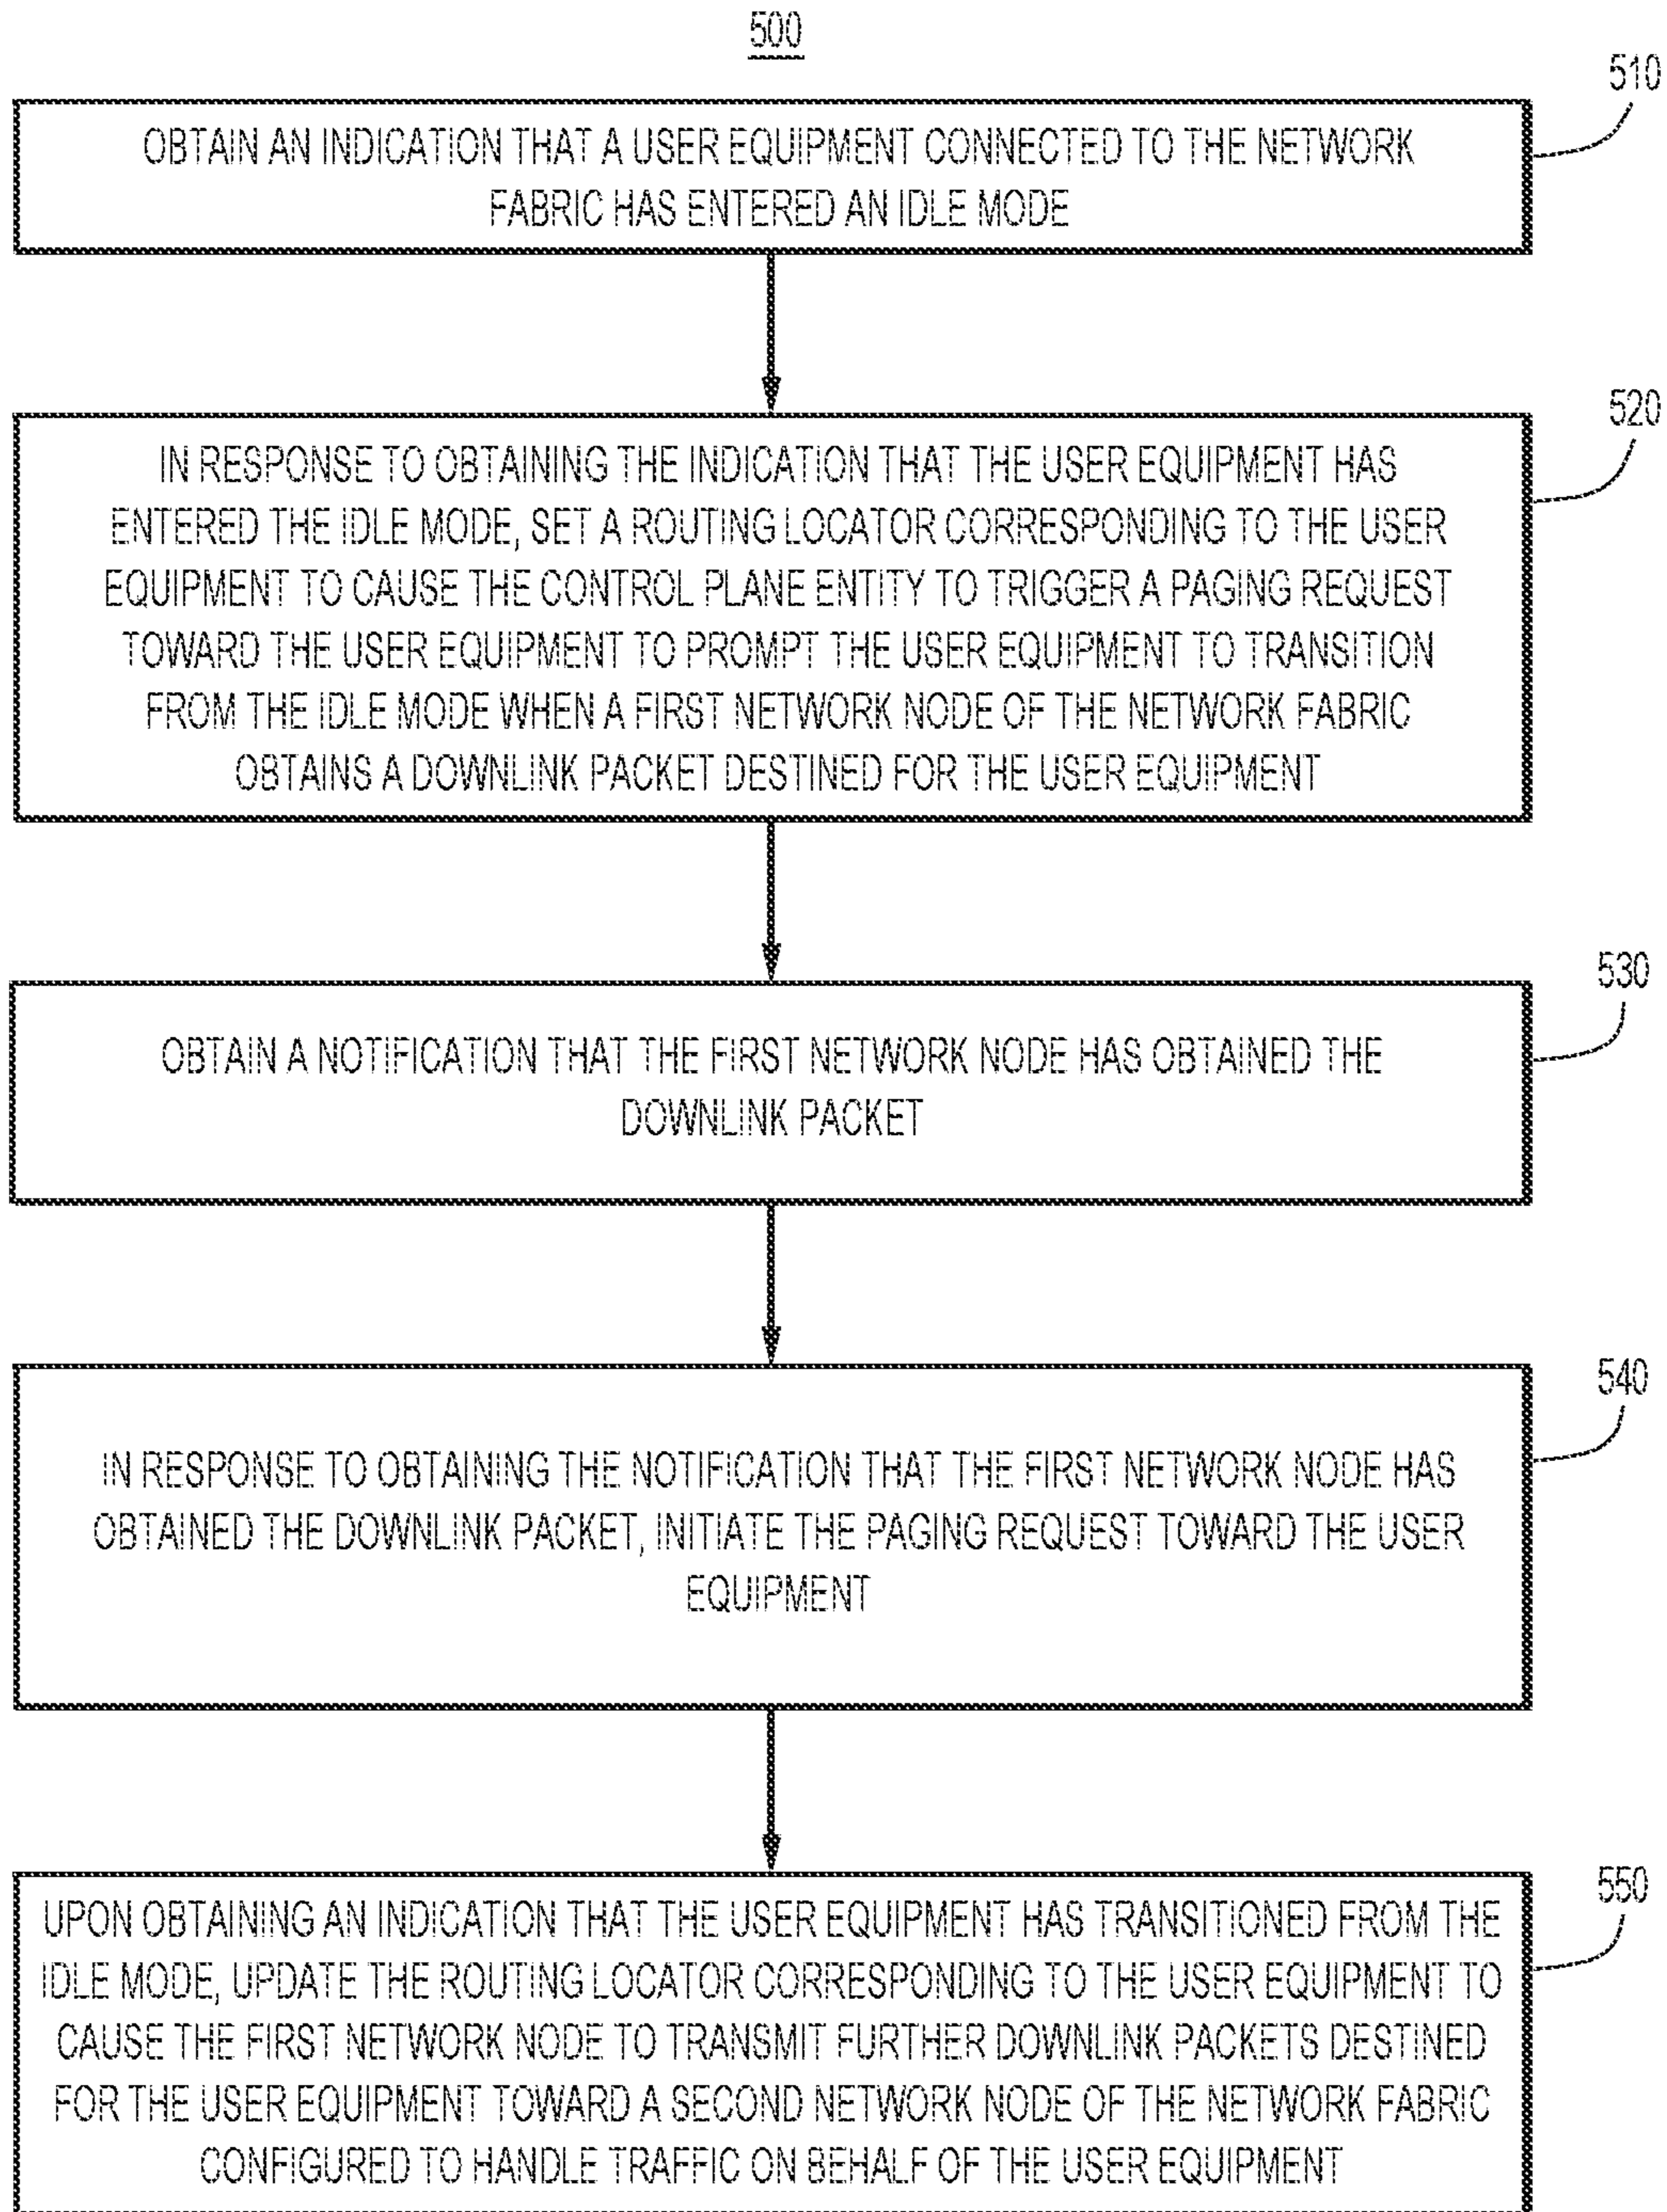 500
510
OBTAIN AN INDICATION THAT A USER EQUIPMENT CONNECTED TO THE NETWORK
FABRIC HAS ENTERED AN IDLE MODE
520
IN RESPONSE TO OBTAINING THE INDICATION THAT THE USER EQUIPMENT HAS
ENTERED THE IDLE MODE, SET A ROUTING LOCATOR CORRESPONDING TO THE USER
EQUIPMENT TO CAUSE THE CONTROL PLANE ENTITY TO TRIGGER A PAGING REQUEST
TOWARD THE USER EQUIPMENT TO PROMPT THE USER EQUIPMENT TO TRANSITION
FROM THE IDLE MODE WHEN A FIRST NETWORK NODE OF THE NETWORK FABRIC
OBTAINS A DOWNLINK PACKET DESTINED FOR THE USER EQUIPMENT
530
OBTAIN A NOTIFICATION THAT THE FIRST NETWORK NODE HAS OBTAINED THE
DOWNLINK PACKET
540
IN RESPONSE TO OBTAINING THE NOTIFICATION THAT THE FIRST NETWORK NODE HAS
OBTAINED THE DOWNLINK PACKET, INITIATE THE PAGING REQUEST TOWARD THE USER
EQUIPMENT
550
UPON OBTAINING AN INDICATION THAT THE USER EQUIPMENT HAS TRANSITIONED FROM THE
IDLE MODE, UPDATE THE ROUTING LOCATOR CORRESPONDING TO THE USER EQUIPMENT TO
CAUSE THE FIRST NETWORK NODE TO TRANSMIT FURTHER DOWNLINK PACKETS DESTINED
FOR THE USER EQUIPMENT TOWARD A SECOND NETWORK NODE OF THE NETWORK FABRIC
CONFIGURED TO HANDLE TRAFFIC ON BEHALF OF THE USER EQUIPMENT